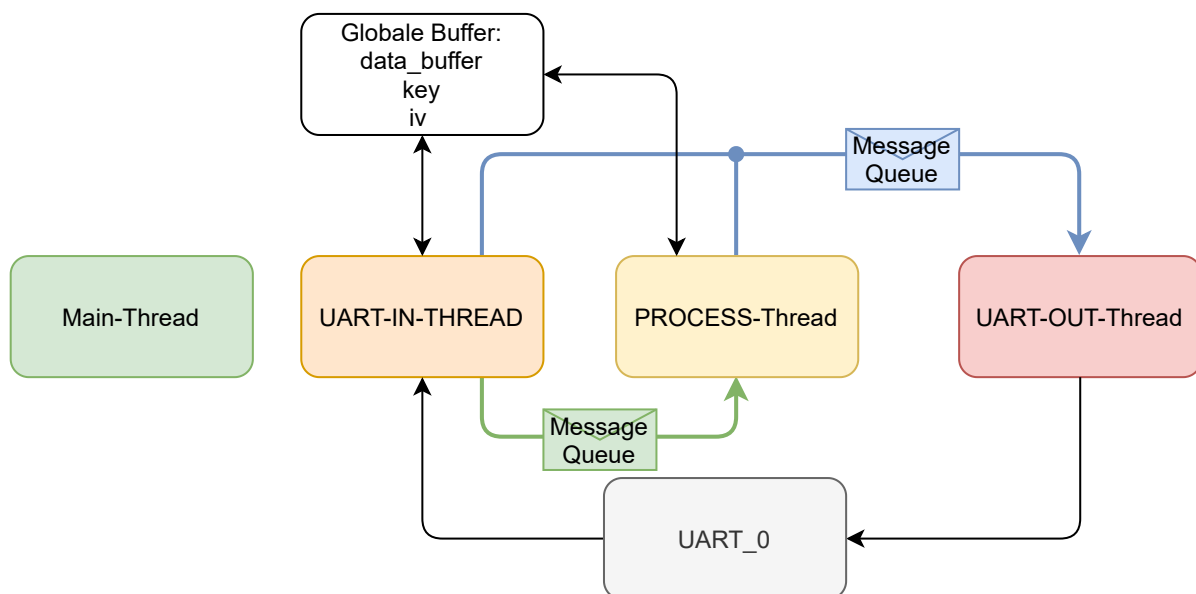 Globale Buffer:
data_buffer
key
iv
Message
Queue
Main-Thread
UART-IN-THREAD
PROCESS-Thread
UART-OUT-Thread
Message
Queue
UART_0